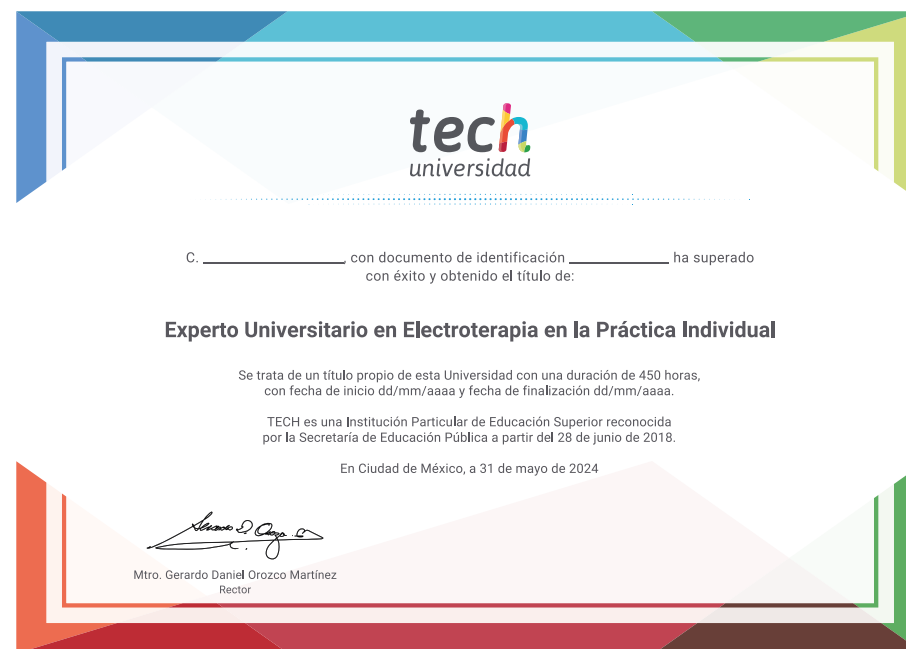 tech
universidad
C. ____________, con documento de identificación ____________ ha superado
con éxito y obtenido el título de:
Experto Universitario en Electroterapia en la Práctica Individual
Se trata de un título propio de esta Universidad con una duración de 450 horas,
con fecha de inicio dd/mm/aaaa y fecha de finalización dd/mm/aaaa.
TECH es una Institución Particular de Educación Superior reconocida
por la Secretaría de Educación Pública a partir del 28 de junio de 2018.
En Ciudad de México, a 31 de mayo de 2024
Mtro. Gerardo Daniel Orozco Martínez
Rector